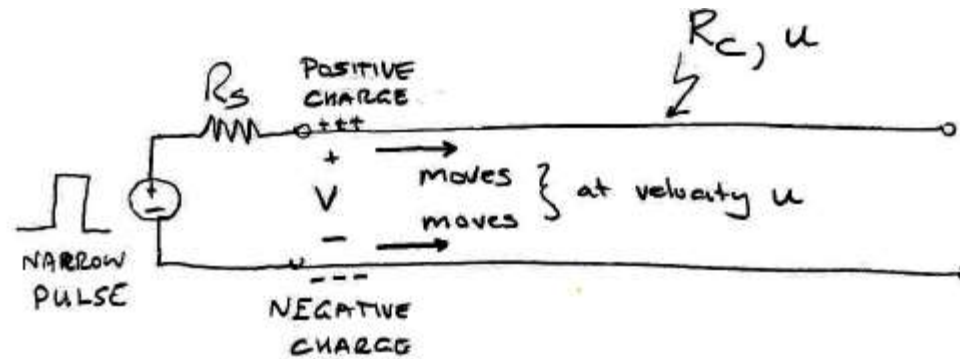 Rc, u
Rs
POSITIVE
CHARGE
+++
+
V
-
moves
moves
} at velocity u
NARROW
PULSE
----
NEGATIVE
CHARGE